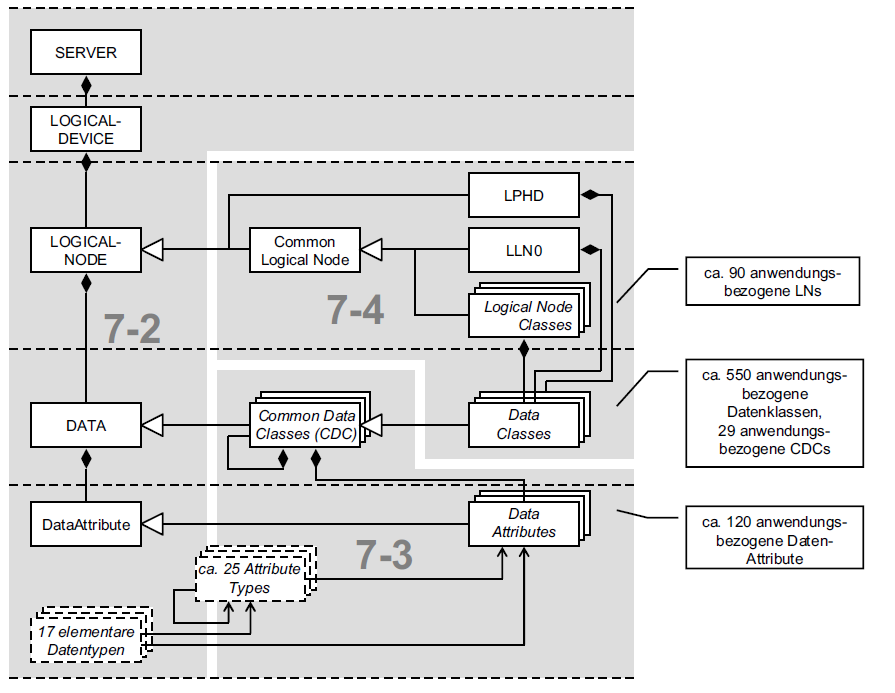 SERVER
LOGICAL-
DEVICE
LPHD
LOGICAL-
NODE
Common
Logical Node
LLN0
Logical Node
Classes
ca. 90 anwendungs-
bezogene LNs
7-2
7-4
DATA
Common Data
Classes (CDC)
Data
Classes
ca. 550 anwendungs-
bezogene
Datenklassen,
29 anwendungs-
bezogene CDCs
DataAttribute
Data
Attributes
ca. 120 anwendungs-
bezogene Daten-
Attribute
7-3
ca. 25 Attribute
Types
17 elementare
Datentypen